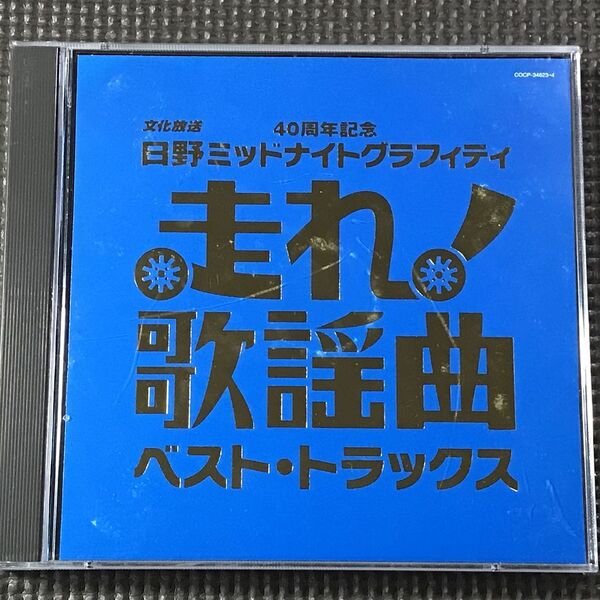 COCP-34623→4
文化放送 40周年記念
日野ミッドナイトグラフィティ
走れ!
歌謡曲
ベスト・トラックス